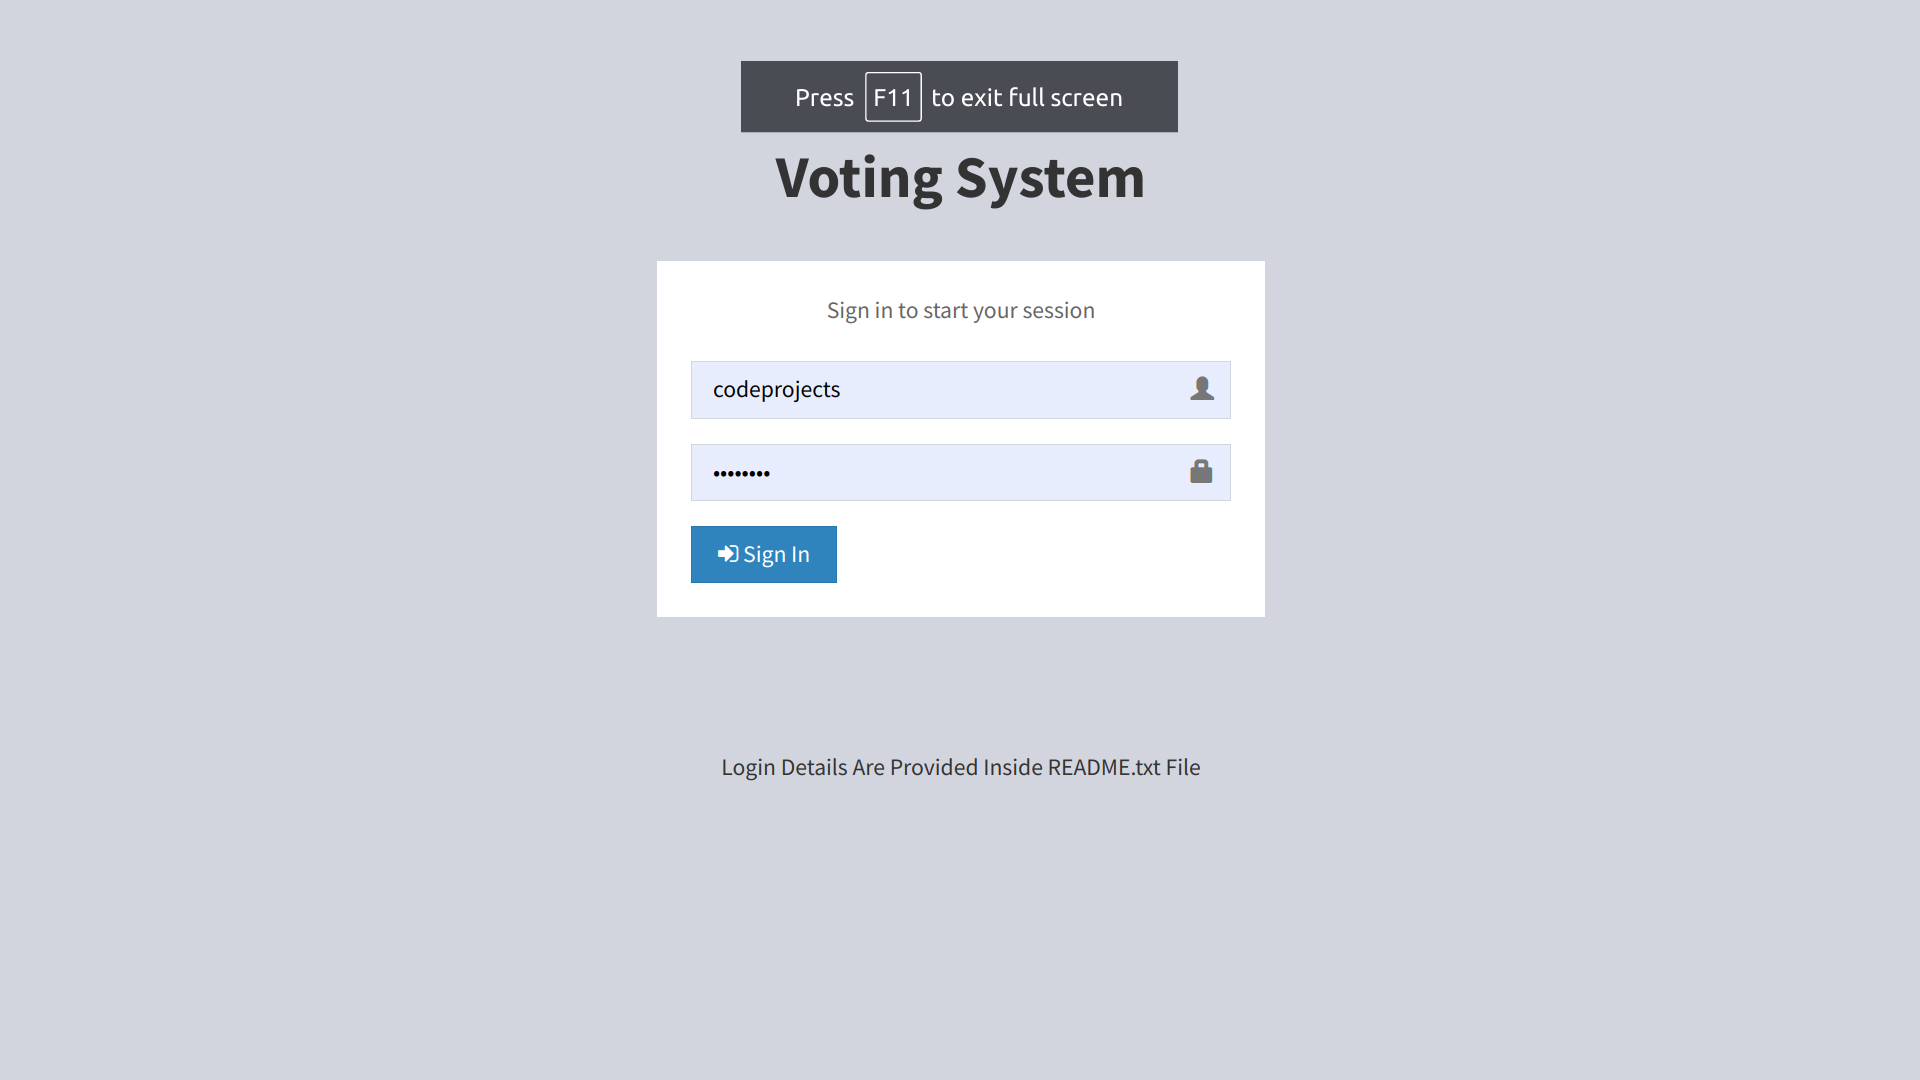 Press F11 to exit full screen
Voting System
Sign in to start your session
codeprojects
••••••••
Sign In
Login Details Are Provided Inside README.txt File